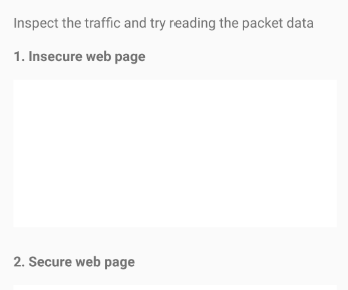 Inspect the traffic and try reading the packet data
1. Insecure web page
2. Secure web page